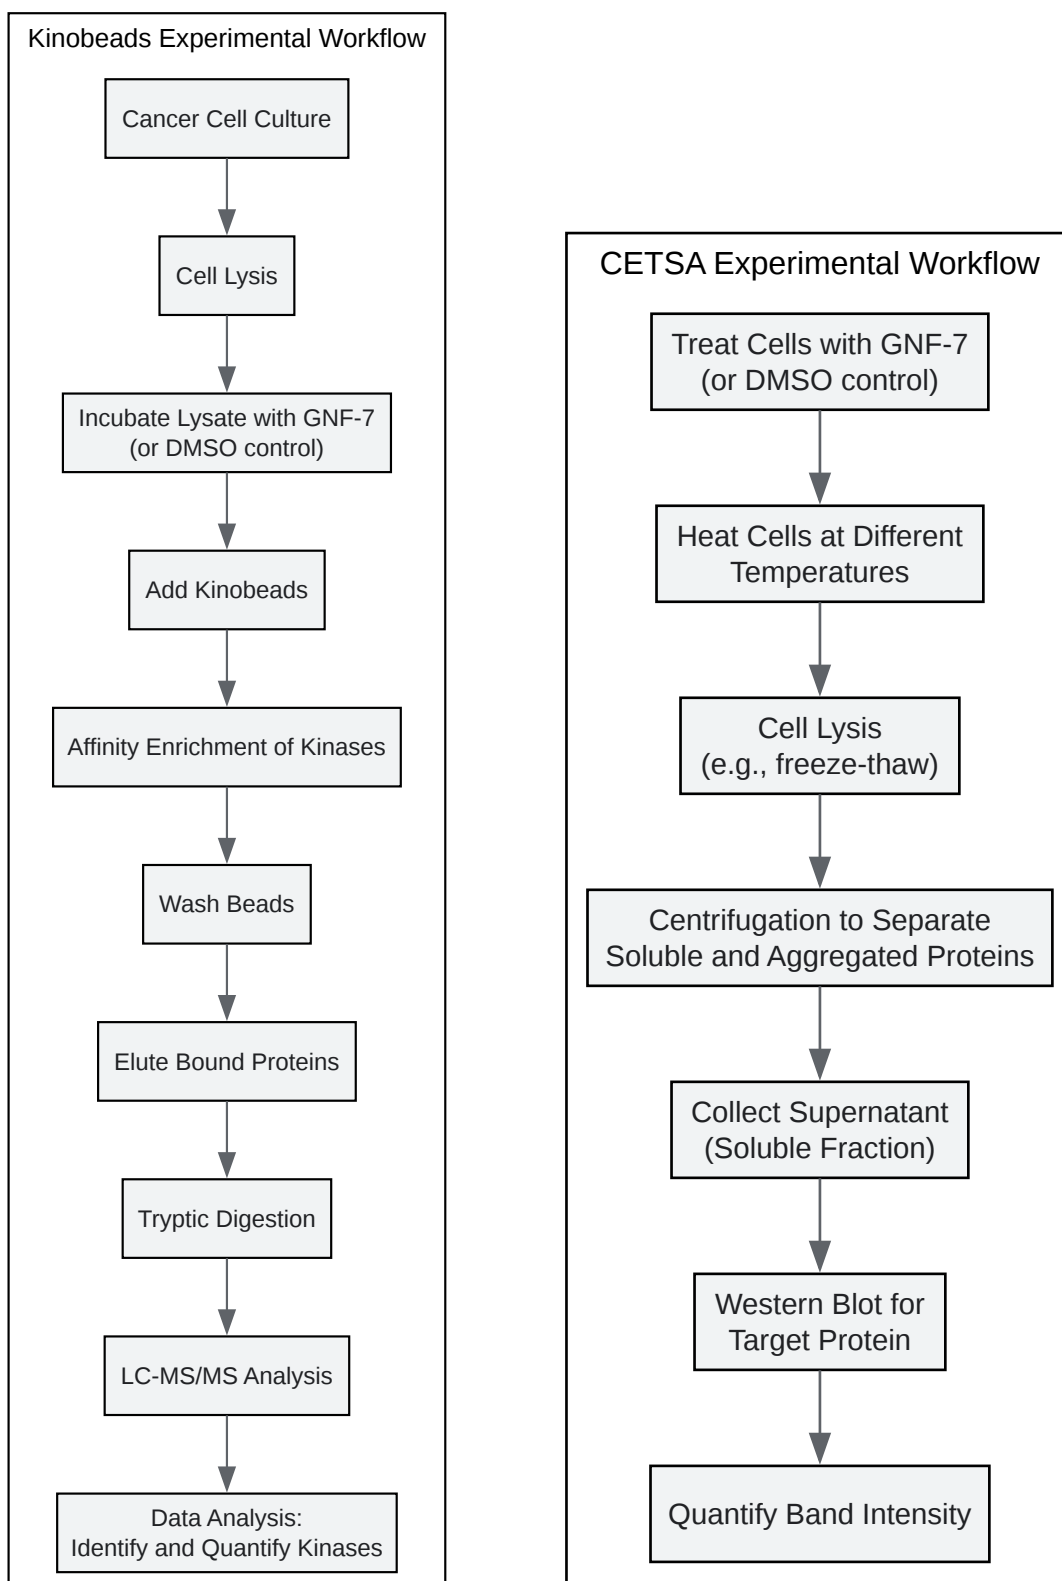 Kinobeads Experimental Workflow
Cancer Cell Culture
Cell Lysis
Incubate Lysate with GNF-7
(or DMSO control)
Add Kinobeads
Affinity Enrichment of Kinases
Wash Beads
Elute Bound Proteins
Tryptic Digestion
LC-MS/MS Analysis
Data Analysis:
Identify and Quantify Kinases
CETSA Experimental Workflow
Treat Cells with GNF-7
(or DMSO control)
Heat Cells at Different
Temperatures
Cell Lysis
(e.g., freeze-thaw)
Centrifugation to Separate
Soluble and Aggregated Proteins
Collect Supernatant
(Soluble Fraction)
Western Blot for
Target Protein
Quantify Band Intensity